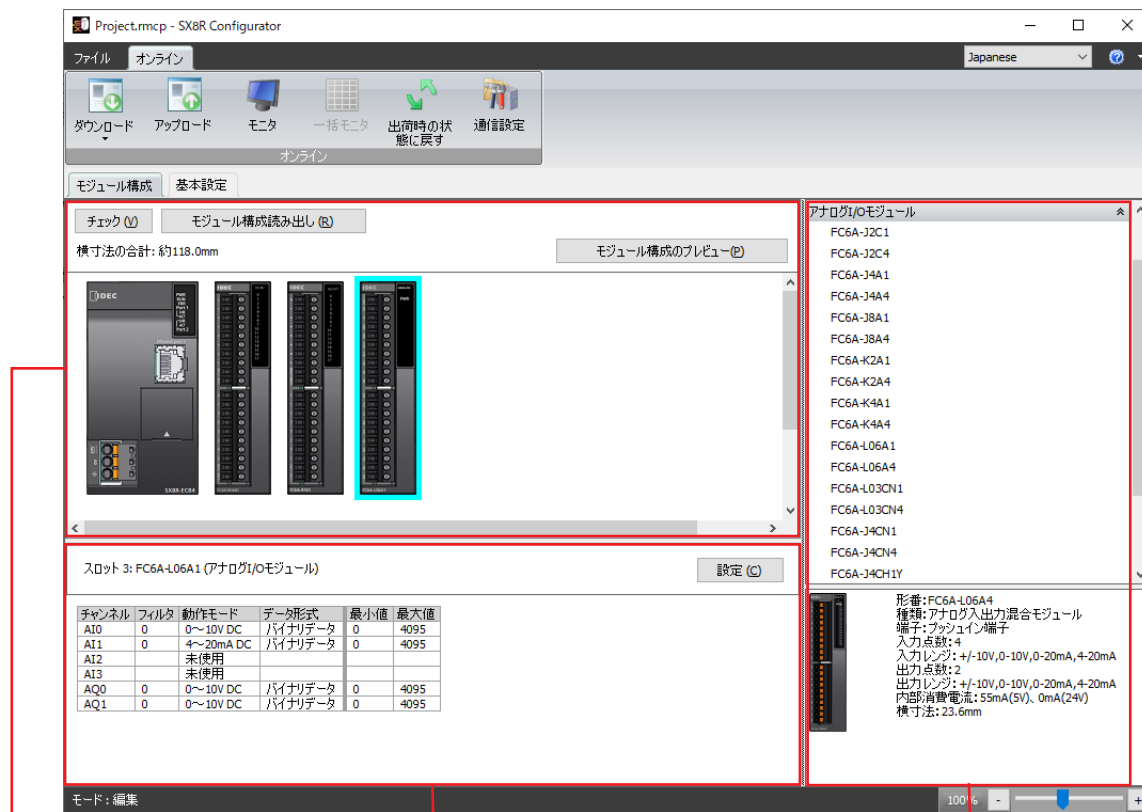 Project.rmcp - SX8R Configurator
ファイル オンライン Japanese
ダウンロード アップロード モニタ 一括モニタ 出荷時の状態に戻す 通信設定
オンライン
モジュール構成 基本設定
チェック (V) モジュール構成読み出し (R)
横寸法の合計: 約118.0mm
モジュール構成のプレビュー(P)
IDEC
SX8R-ECB4
スロット 3: FC6A-L06A1 (アナログI/Oモジュール)
設定 (C)
チャンネル フィルタ 動作モード データ形式 最小値 最大値
AI0 0 0～10V DC バイナリデータ 0 4095
AI1 0 4～20mA DC バイナリデータ 0 4095
AI2 未使用
AI3 未使用
AQ0 0 0～10V DC バイナリデータ 0 4095
AQ1 0 0～10V DC バイナリデータ 0 4095
アナログI/Oモジュール
FC6A-J2C1
FC6A-J2C4
FC6A-J4A1
FC6A-J4A4
FC6A-J8A1
FC6A-J8A4
FC6A-K2A1
FC6A-K2A4
FC6A-K4A1
FC6A-K4A4
FC6A-L06A1
FC6A-L06A4
FC6A-L03CN1
FC6A-L03CN4
FC6A-J4CN1
FC6A-J4CN4
FC6A-J4CH1Y
形番:FC6A-L06A4
種類:アナログ入出力混合モジュール
端子:プッシュイン端子
入力点数:4
入力レンジ:+/-10V,0-10V,0-20mA,4-20mA
出力点数:2
出力レンジ:+/-10V,0-10V,0-20mA,4-20mA
内部消費電流:55mA(5V)、0mA(24V)
横寸法:23.6mm
モード : 編集
100%